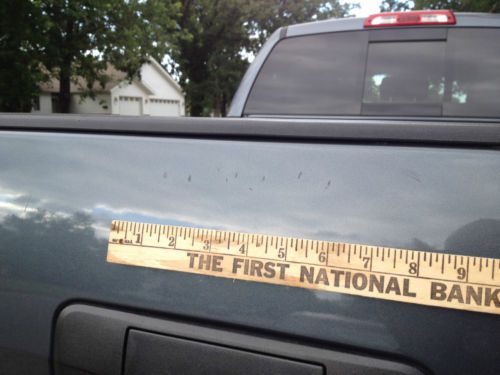 1 2 3 4 5 6 7 8 9
THE FIRST NATIONAL BANK